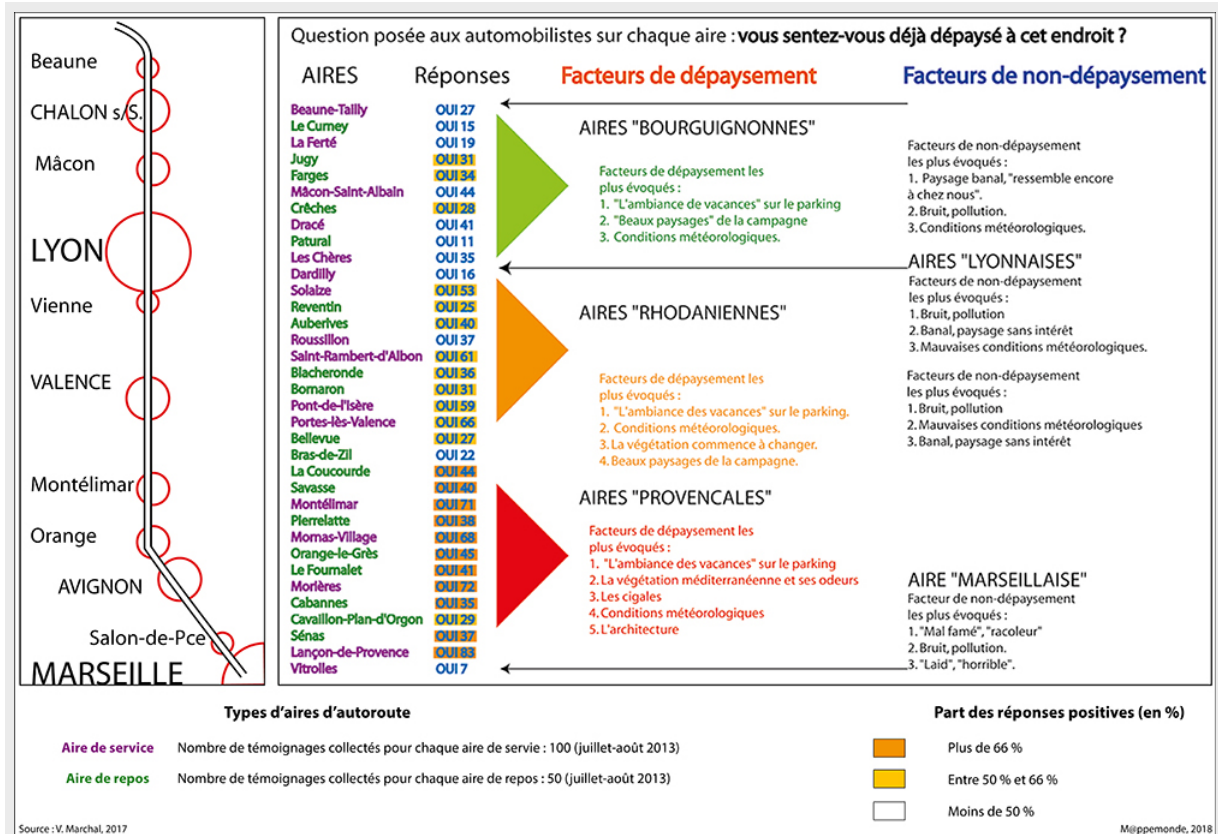 Beaune
CHALON s/S.
Mâcon
LYON
Vienne
VALENCE
Montélimar
Orange
AVIGNON
Salon-de-Pce
MARSEILLE
Question posée aux automobilistes sur chaque aire : vous sentez-vous déjà dépaysé à cet endroit ?
AIRES Réponses Facteurs de dépaysement Facteurs de non-dépaysement
Beaune-Tailly OUI 27
Le Curney OUI 15
La Ferté OUI 19
Jugy OUI 31
Farges OUI 34
Mâcon-Saint-Albain OUI 44
Crêches OUI 28
Dracé OUI 41
Patural OUI 11
Les Chères OUI 35
Dardilly OUI 16
Solaize OUI 53
Reventin OUI 25
Auberives OUI 40
Roussillon OUI 37
Saint-Rambert-d'Albon OUI 61
Blacheronde OUI 36
Bornaron OUI 31
Pont-de-l'Isère OUI 59
Portes-lès-Valence OUI 66
Bellevue OUI 27
Bras-de-Zil OUI 22
La Coucourde OUI 44
Savasse OUI 40
Montélimar OUI 71
Pierrelatte OUI 38
Mornas-Village OUI 68
Orange-le-Grès OUI 45
Le Fournalet OUI 41
Morières OUI 72
Cabannes OUI 35
Cavaillon-Plan-d'Orgon OUI 29
Sénas OUI 37
Lançon-de-Provence OUI 83
Vitrolles OUI 7
AIRES "BOURGUIGNONNES"
Facteurs de dépaysement les
plus évoqués :
1. "L'ambiance de vacances" sur le parking
2. "Beaux paysages" de la campagne
3. Conditions météorologiques.
AIRES "RHODANIENNES"
Facteurs de dépaysement les
plus évoqués :
1. "L'ambiance des vacances" sur le parking.
2. Conditions météorologiques.
3. La végétation commence à changer.
4. Beaux paysages de la campagne.
AIRES "PROVENCALES"
Facteurs de dépaysement les
plus évoqués :
1. "L'ambiance des vacances" sur le parking
2. La végétation méditerranéenne et ses odeurs
3. Les cigales
4. Conditions météorologiques
5. L'architecture
Facteurs de non-dépaysement
les plus évoqués :
1. Paysage banal, "ressemble encore
à chez nous".
2. Bruit, pollution.
3. Conditions météorologiques.
AIRES "LYONNAISES"
Facteurs de non-dépaysement
les plus évoqués :
1. Bruit, pollution
2. Banal, paysage sans intérêt
3. Mauvaises conditions météorologiques.
Facteurs de non-dépaysement
les plus évoqués :
1. Bruit, pollution
2. Mauvaises conditions météorologiques
3. Banal, paysage sans intérêt
AIRE "MARSEILLAISE"
Facteur de non-dépaysement
les plus évoqués :
1. "Mal famé", "racoleur"
2. Bruit, pollution.
3. "Laid", "horrible".
Types d'aires d'autoroute
Aire de service Nombre de témoignages collectés pour chaque aire de servie : 100 (juillet-août 2013)
Aire de repos Nombre de témoignages collectés pour chaque aire de repos : 50 (juillet-août 2013)
Part des réponses positives (en %)
Plus de 66 %
Entre 50 % et 66 %
Moins de 50 %
Source : V. Marchal, 2017
M@ppemonde, 2018